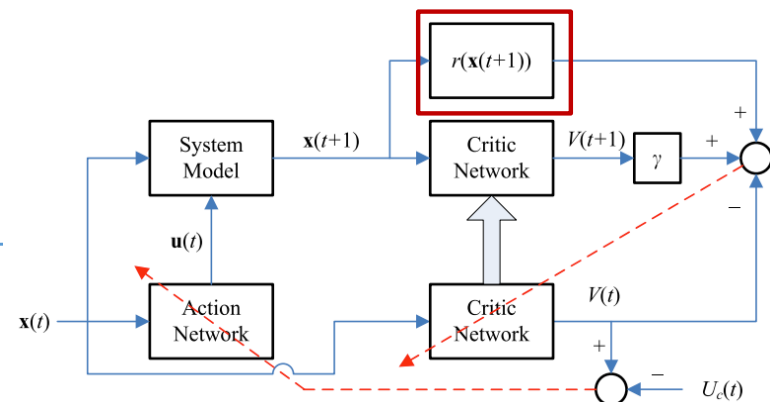 r(x(t+1))
+
System
Model
x(t+1)
Critic
Network
V(t+1)
γ
+
−
u(t)
x(t)
Action
Network
Critic
Network
V(t)
+
−
U_c(t)